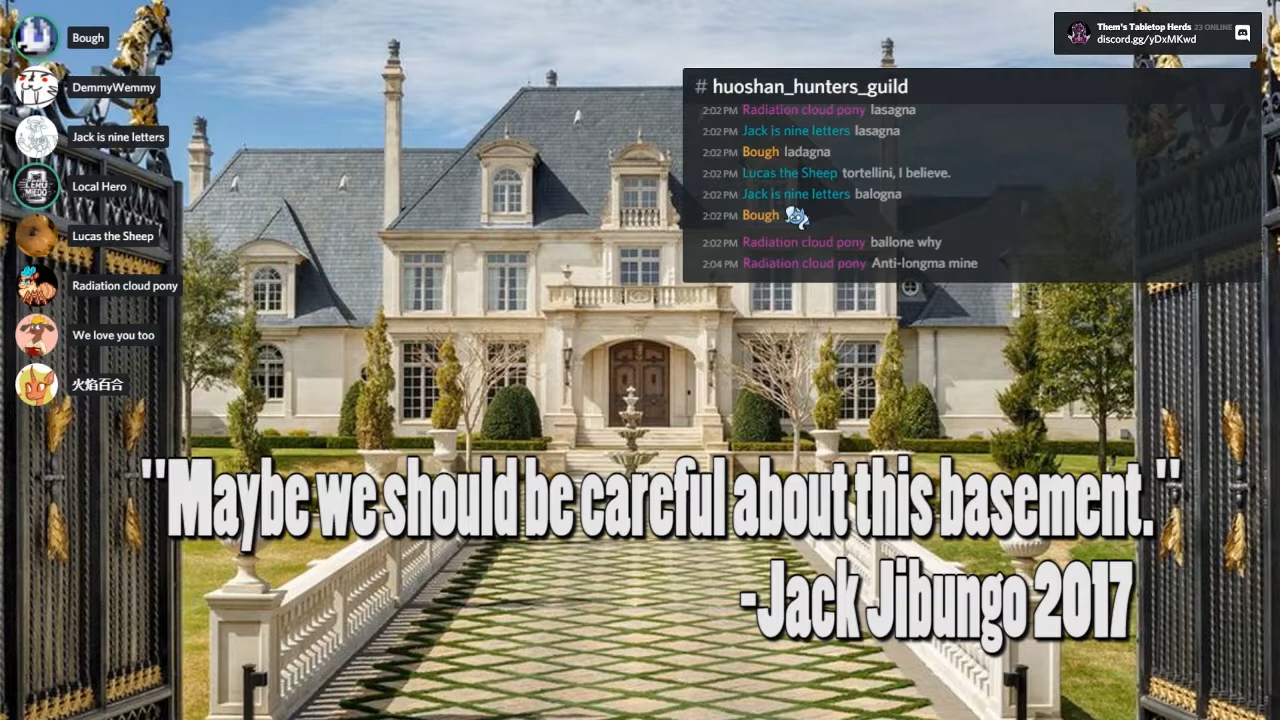 Bough
DemmyWemmy
Jack is nine letters
Local Hero
Lucas the Sheep
Radiation cloud pony
We love you too
火焰百合
Them's Tabletop Herds 23 ONLINE
discord.gg/yDxMKwd
# huoshan_hunters_guild
2:02 PM Radiation cloud pony lasagna
2:02 PM Jack is nine letters lasagna
2:02 PM Bough ladagna
2:02 PM Lucas the Sheep tortellini, I believe.
2:02 PM Jack is nine letters balogna
2:02 PM Bough
2:02 PM Radiation cloud pony ballone why
2:04 PM Radiation cloud pony Anti-longma mine
"Maybe we should be careful about this basement."
-Jack Jibungo 2017